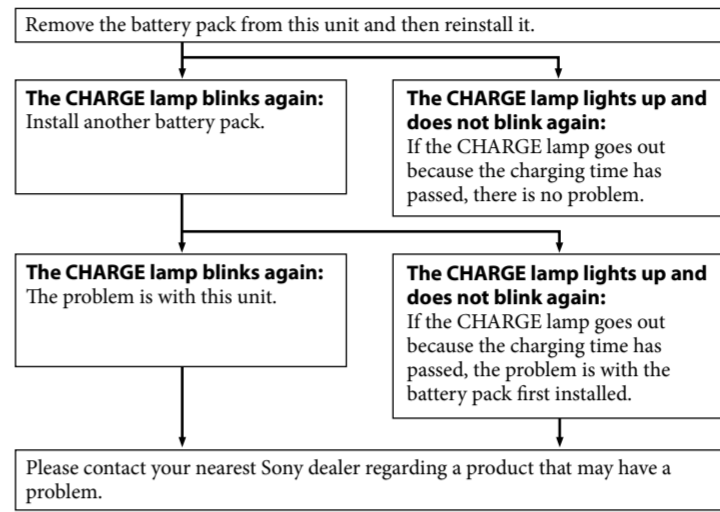 Remove the battery pack from this unit and then reinstall it.
The CHARGE lamp blinks again:
Install another battery pack.
The CHARGE lamp lights up and
does not blink again:
If the CHARGE lamp goes out
because the charging time has
passed, there is no problem.
The CHARGE lamp blinks again:
The problem is with this unit.
The CHARGE lamp lights up and
does not blink again:
If the CHARGE lamp goes out
because the charging time has
passed, the problem is with the
battery pack first installed.
Please contact your nearest Sony dealer regarding a product that may have a
problem.